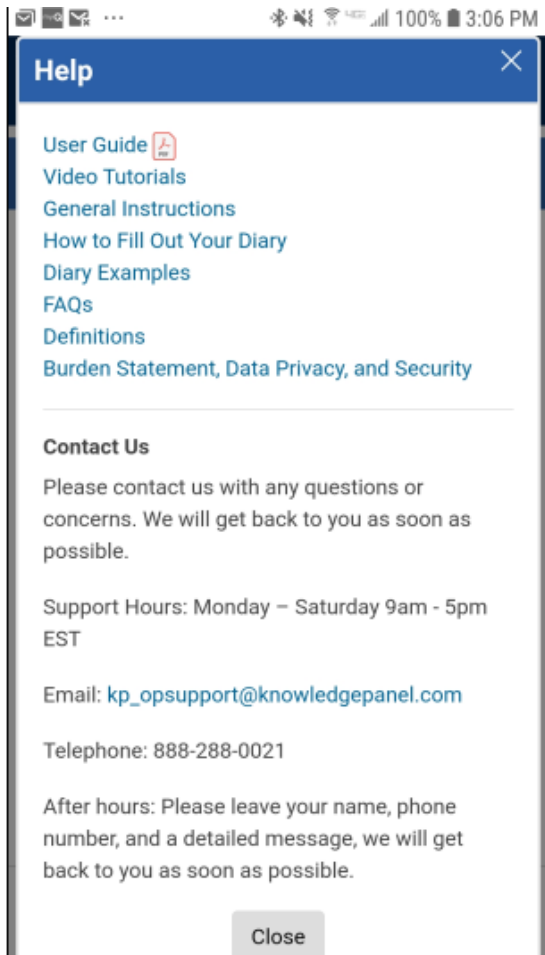 100% 3:06 PM
Help
User Guide
Video Tutorials
General Instructions
How to Fill Out Your Diary
Diary Examples
FAQs
Definitions
Burden Statement, Data Privacy, and Security
Contact Us
Please contact us with any questions or
concerns. We will get back to you as soon as
possible.
Support Hours: Monday – Saturday 9am - 5pm
EST
Email: kp_opsupport@knowledgepanel.com
Telephone: 888-288-0021
After hours: Please leave your name, phone
number, and a detailed message, we will get
back to you as soon as possible.
Close